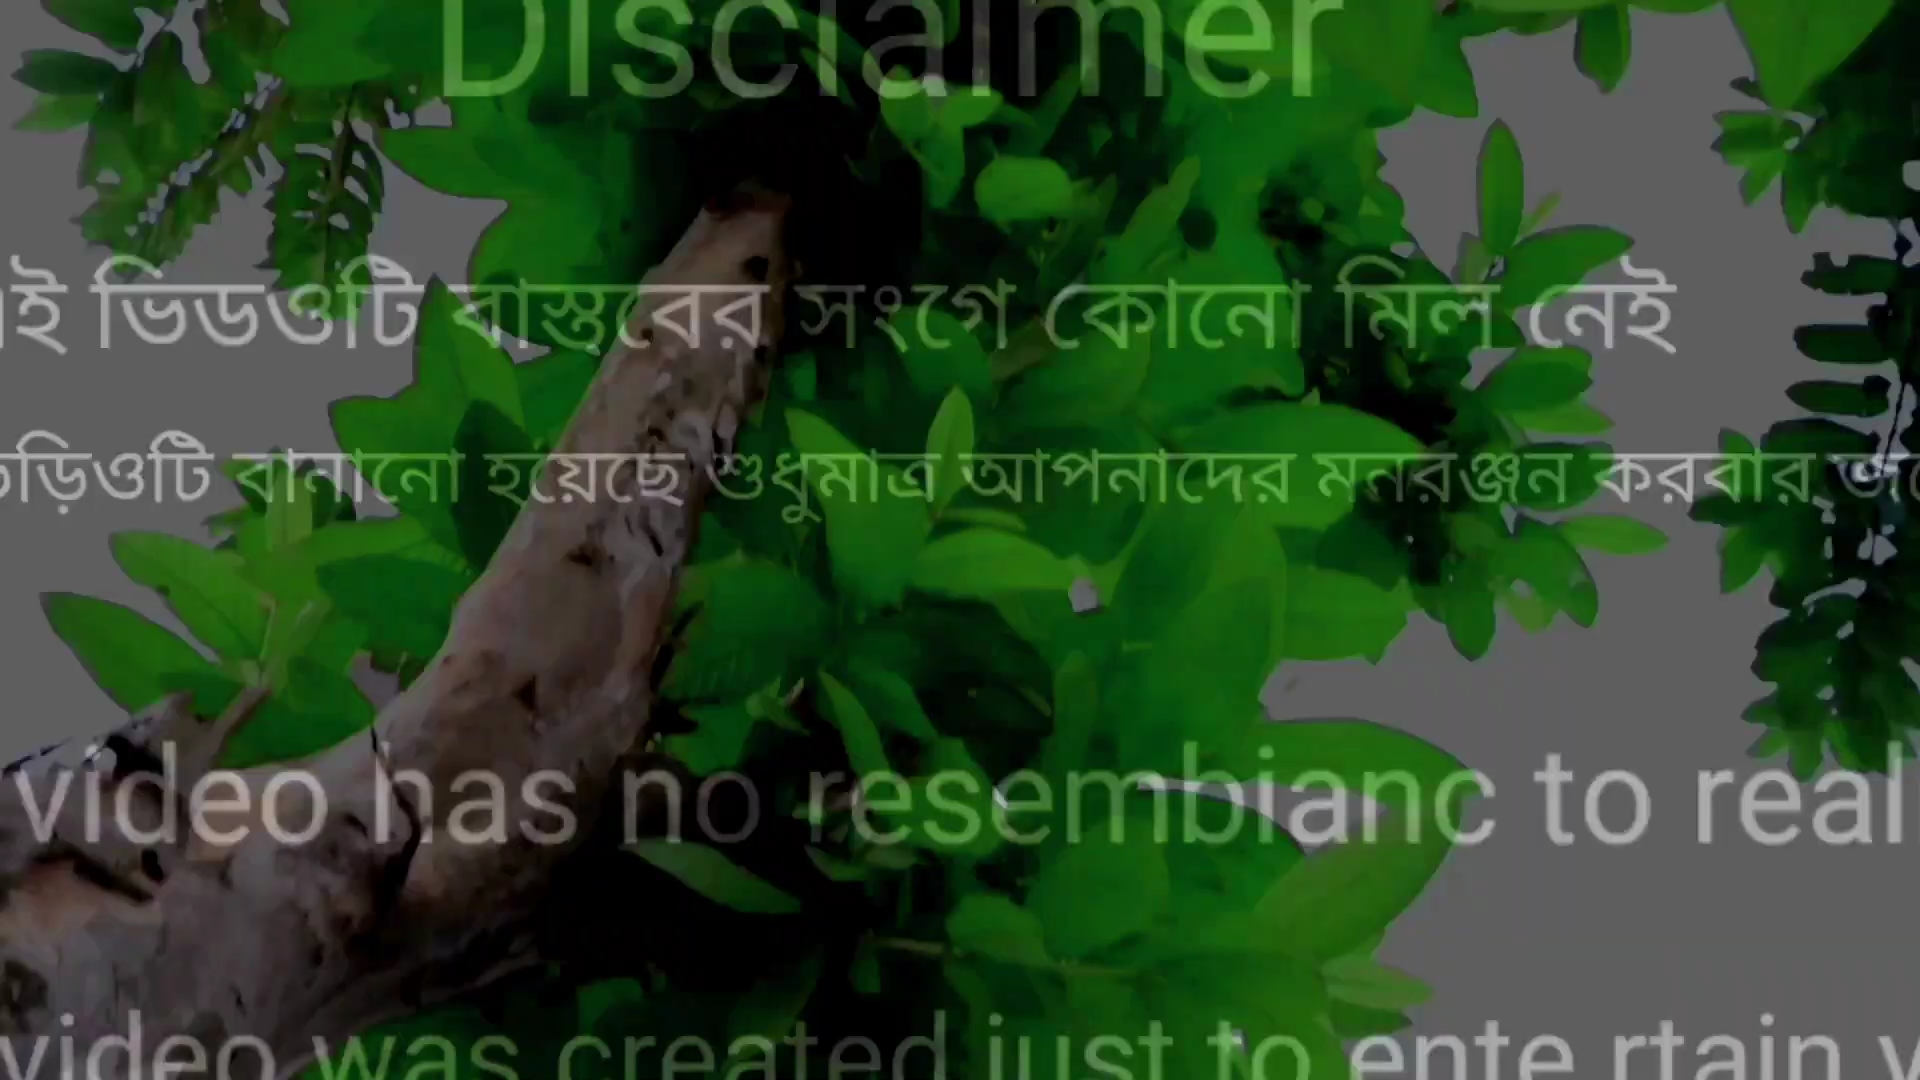 Disclaimer
ই ভিডওটি বাস্তবের সংগে কোনো মিল নেই
ড়িওটি বানানো হয়েছে শুধুমাত্র আপনাদের মনরঞ্জন করবার
video has no resembianc to real
video was created just to ente rtain